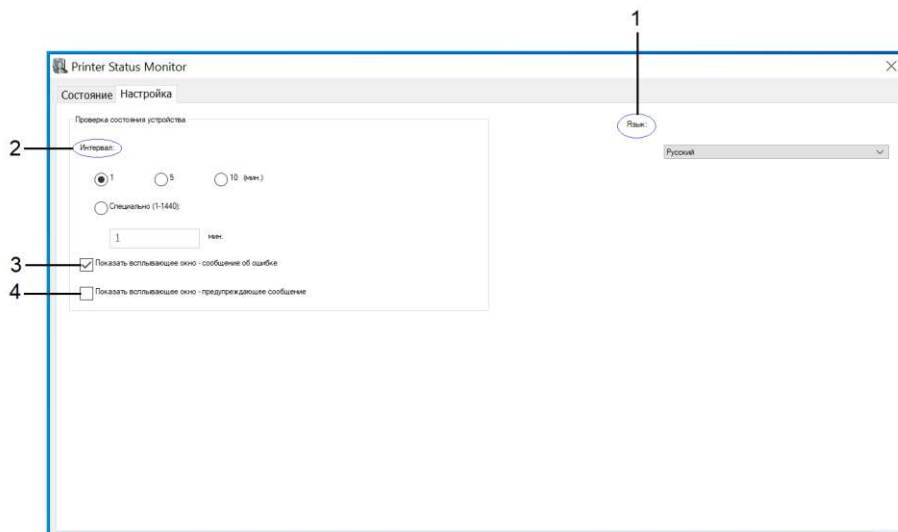 1
Printer Status Monitor
Состояние Настройка
Проверка состояния устройства
Язык:
2
Интервал:
Русский
1 5 10 (мин.)
Специально (1-1440):
1 мин.
3
Показать всплывающее окно - сообщение об ошибке
4
Показать всплывающее окно - предупреждающее сообщение